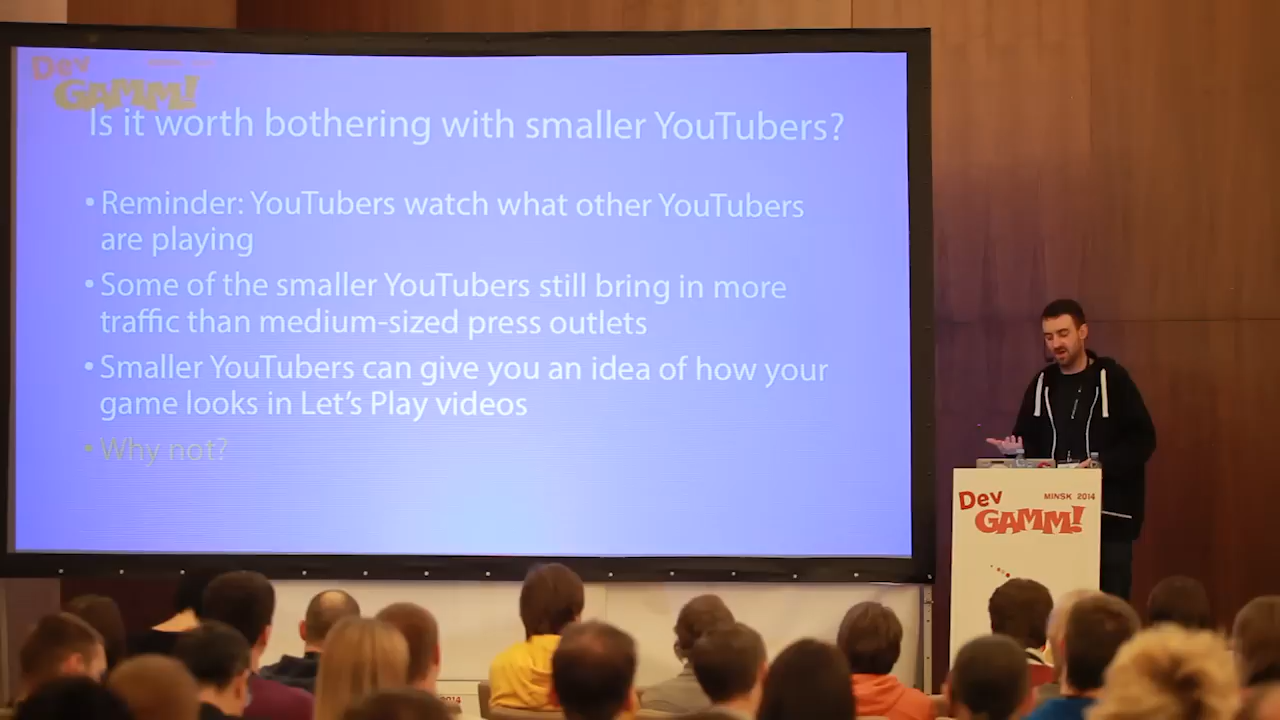 Dev
GAMM!
Is it worth bothering with smaller YouTubers?
• Reminder: YouTubers watch what other YouTubers
are playing
• Some of the smaller YouTubers still bring in more
traffic than medium-sized press outlets
• Smaller YouTubers can give you an idea of how your
game looks in Let's Play videos
• Why not?
Dev
MINSK 2014
GAMM!
2014